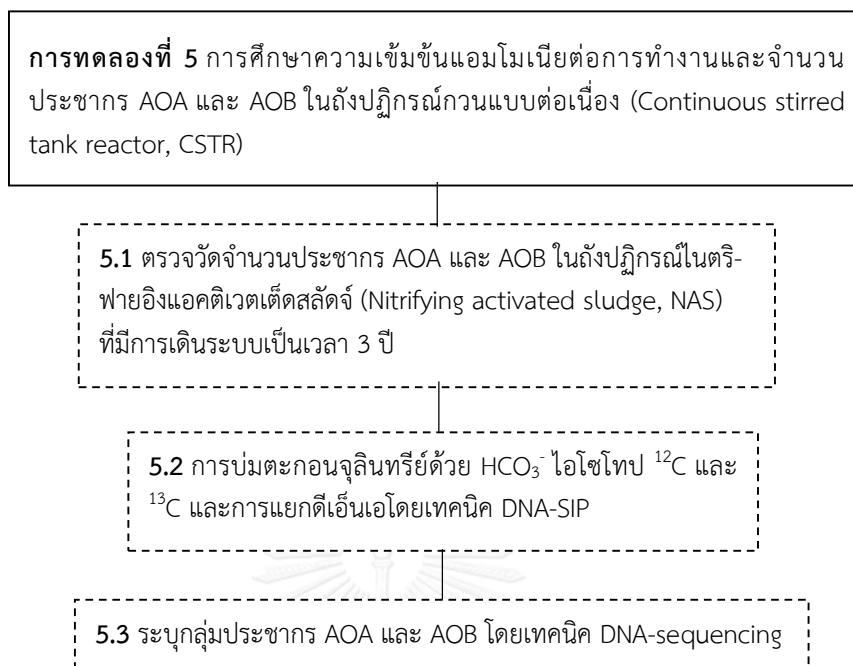 การทดลองที่ 5 การศึกษาความเข้มข้นแอมโมเนียต่อการทำงานและจำนวน
ประชากร AOA และ AOB ในถังปฏิกรณ์กวนแบบต่อเนื่อง (Continuous stirred
tank reactor, CSTR)
5.1 ตรวจวัดจำนวนประชากร AOA และ AOB ในถังปฏิกรณ์ไนตริ-
ฟายอิงแอคติเวตเต็ดสลัดจ์ (Nitrifying activated sludge, NAS)
ที่มีการเดินระบบเป็นเวลา 3 ปี
5.2 การบ่มตะกอนจุลินทรีย์ด้วย HCO₃⁻ ไอโซโทป ¹²C และ
¹³C และการแยกดีเอ็นเอโดยเทคนิค DNA-SIP
5.3 ระบุกลุ่มประชากร AOA และ AOB โดยเทคนิค DNA-sequencing